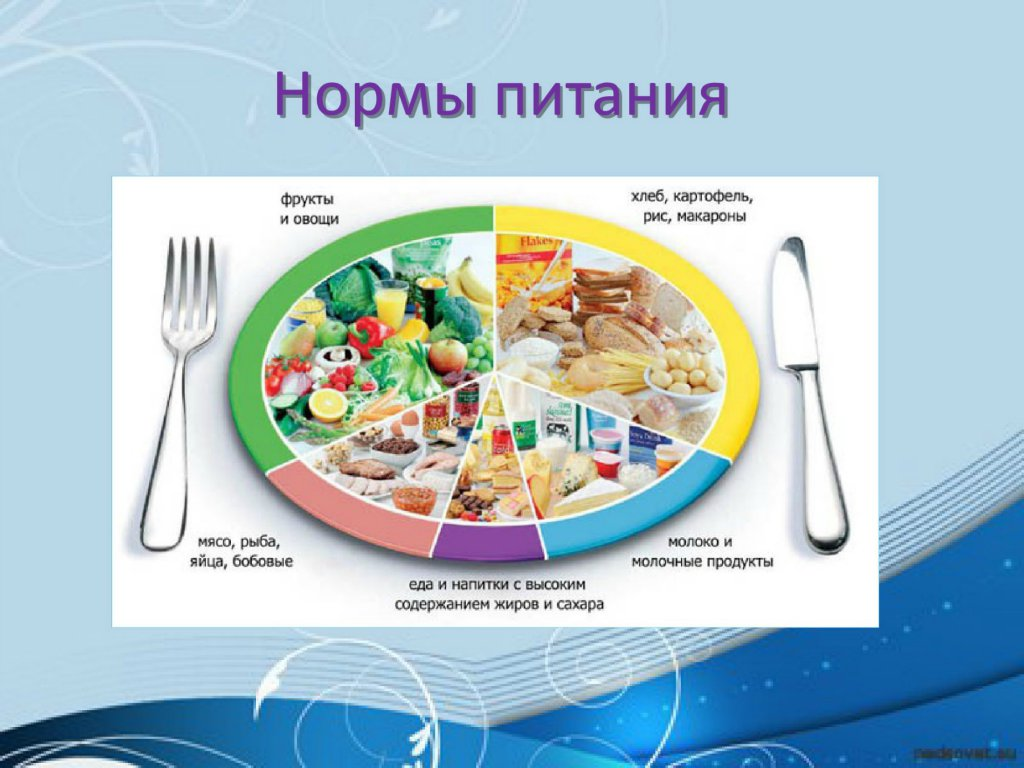 Нормы питания
фрукты
и овощи
хлеб, картофель,
рис, макароны
Flakes
мясо, рыба,
яйца, бобовые
молоко и
молочные продукты
еда и напитки с высоким
содержанием жиров и сахара